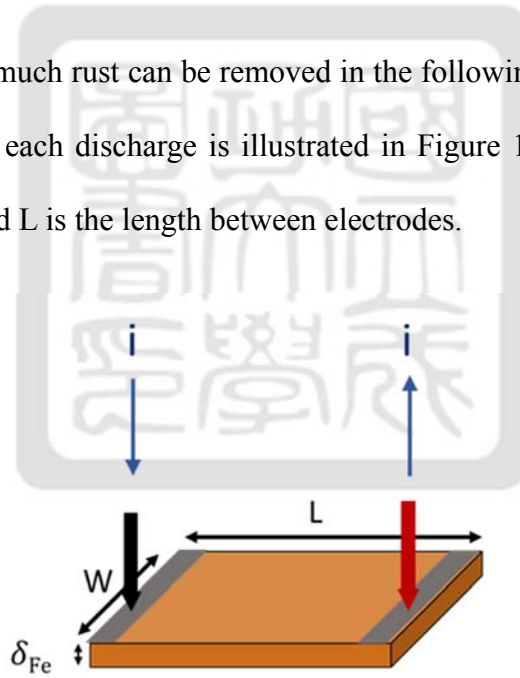 much rust can be removed in the followin
each discharge is illustrated in Figure 1
d L is the length between electrodes.
i i
L
W
δ_Fe